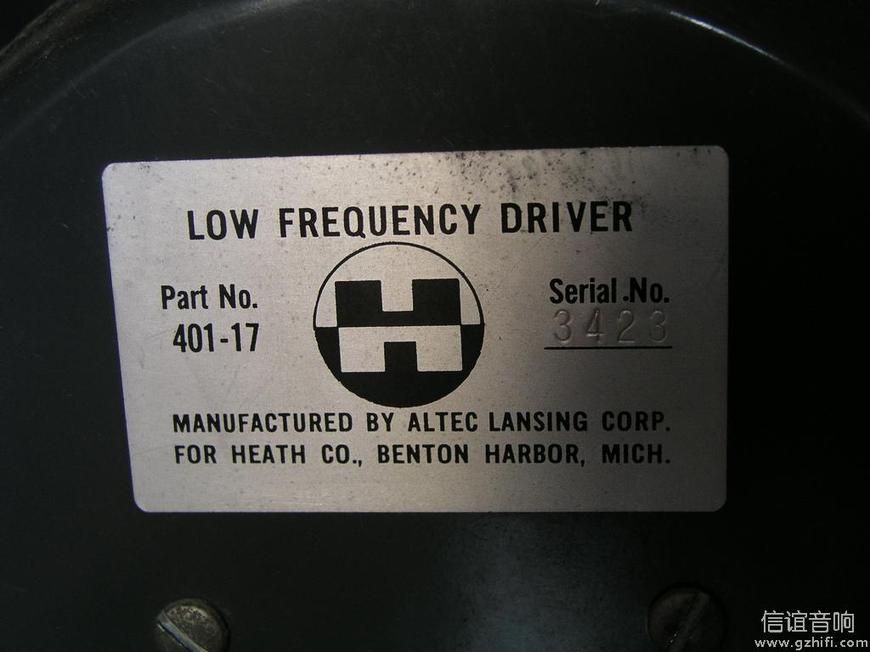 LOW FREQUENCY DRIVER
Part No.
401-17
H
Serial No.
3423
MANUFACTURED BY ALTEC LANSING CORP.
FOR HEATH CO., BENTON HARBOR, MICH.
信谊音响
www.gzhifi.com